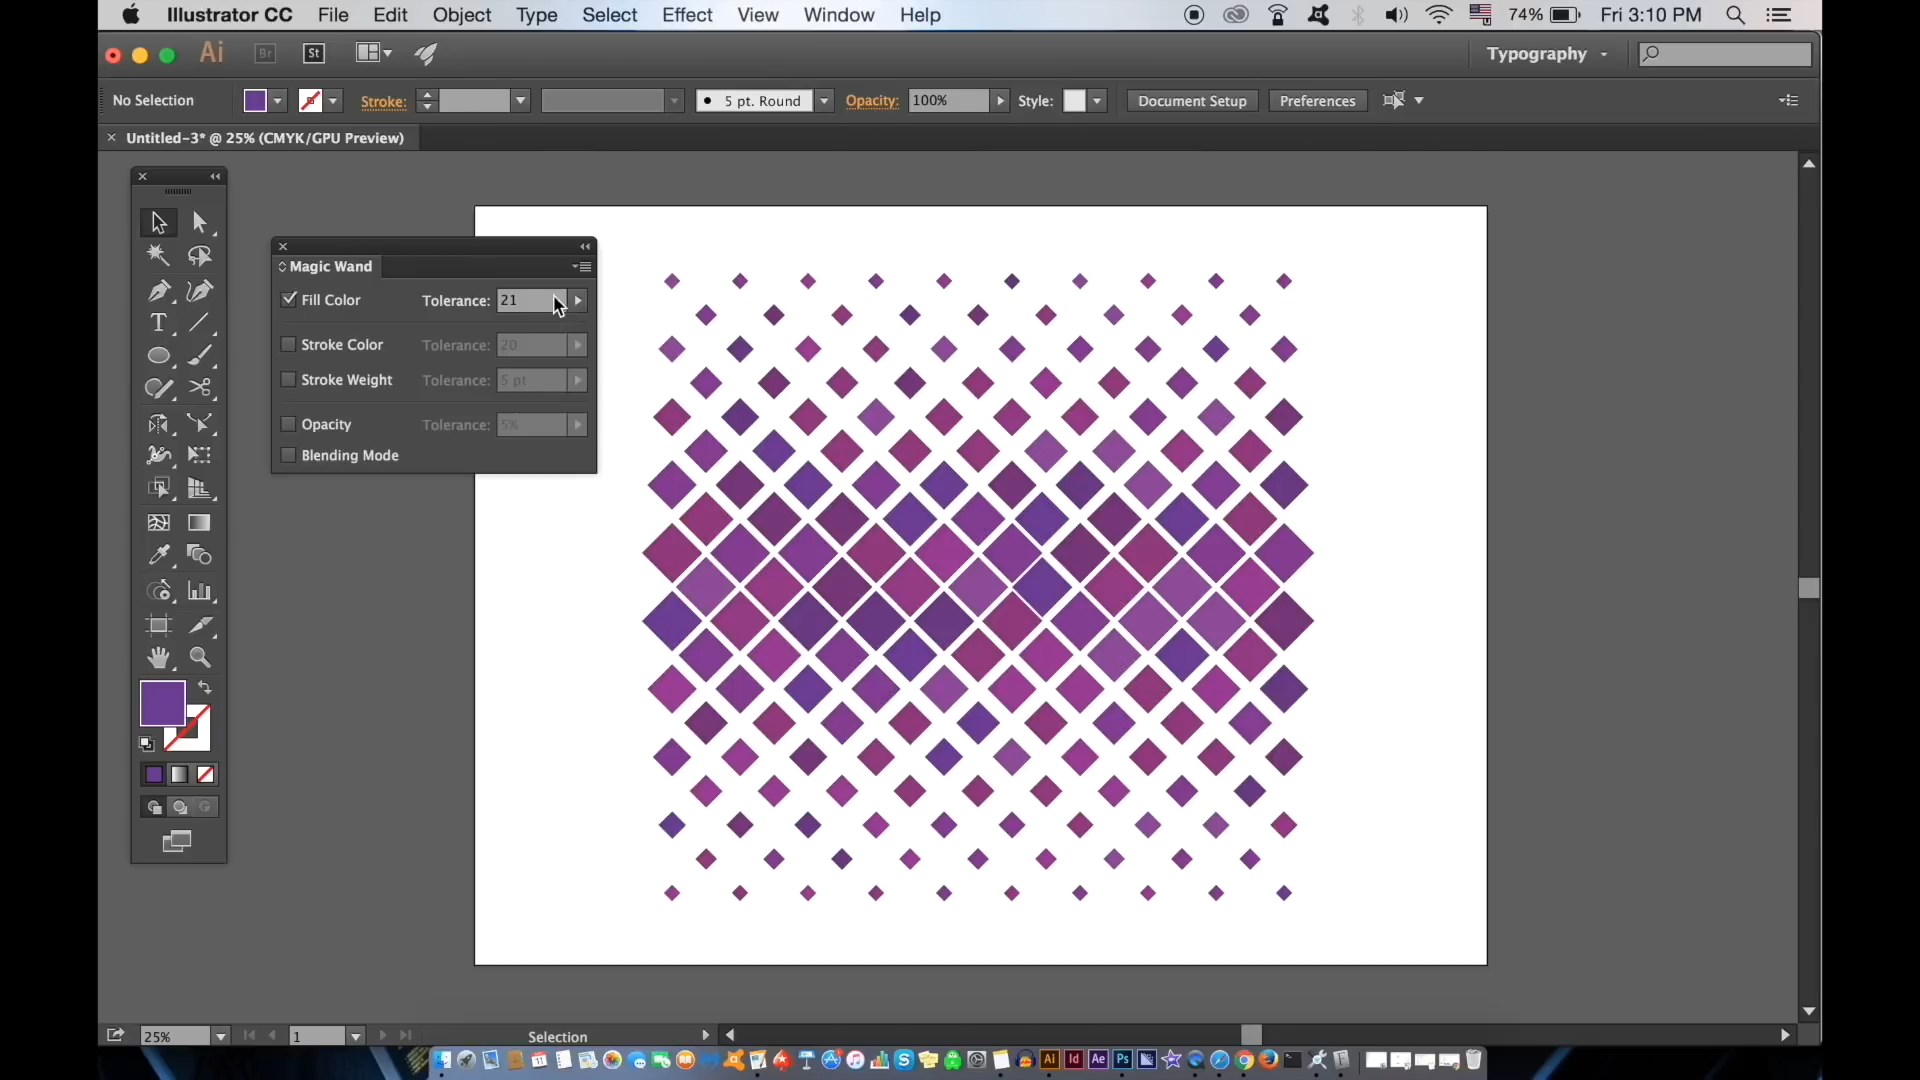 Illustrator CC File Edit Object Type Select Effect View Window Help 74% Fri 3:10 PM
Ai Br St Typography
No Selection Stroke: 5 pt. Round Opacity: 100% Style: Document Setup Preferences
Untitled-3* @ 25% (CMYK/GPU Preview)
Magic Wand
Fill Color Tolerance: 21
Stroke Color Tolerance: 20
Stroke Weight Tolerance: 5 pt
Opacity Tolerance: 5%
Blending Mode
T
25% 1 Selection
Ai Id Ae Ps